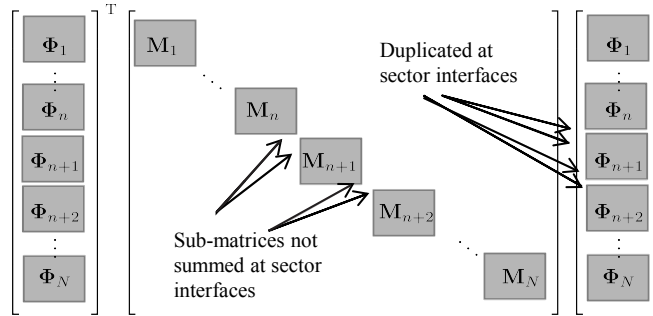 T
Φ1 M1 Φ1
Duplicated at
sector interfaces
Φn Mn Φn
Φn+1 Mn+1 Φn+1
Φn+2 Mn+2 Φn+2
Sub-matrices not
summed at sector
interfaces
ΦN MN ΦN